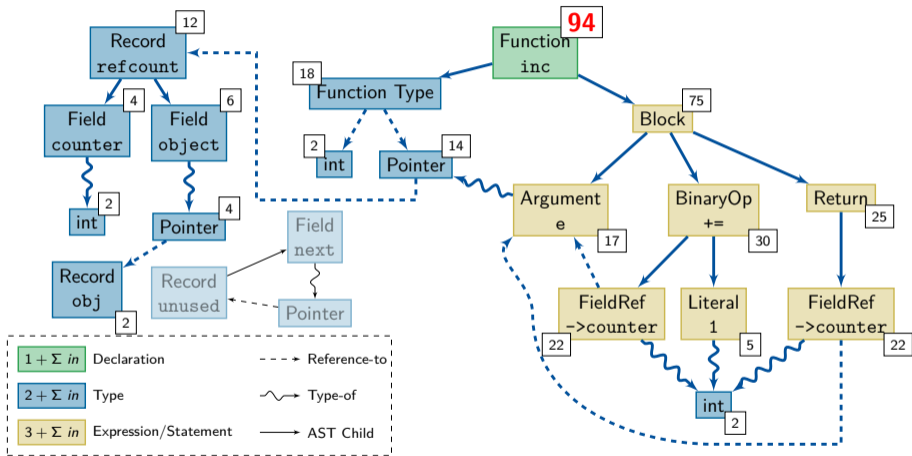 12
Record
refcount
4
Field
counter
6
Field
object
2
int
4
Pointer
Record
obj
2
Field
next
Record
unused
Pointer
94
Function
inc
18
Function Type
2
int
14
Pointer
75
Block
Argument
e
17
BinaryOp
+=
30
Return
25
FieldRef
->counter
22
Literal
1
5
FieldRef
->counter
22
int
2
1 + Σ in Declaration
2 + Σ in Type
3 + Σ in Expression/Statement
Reference-to
Type-of
AST Child